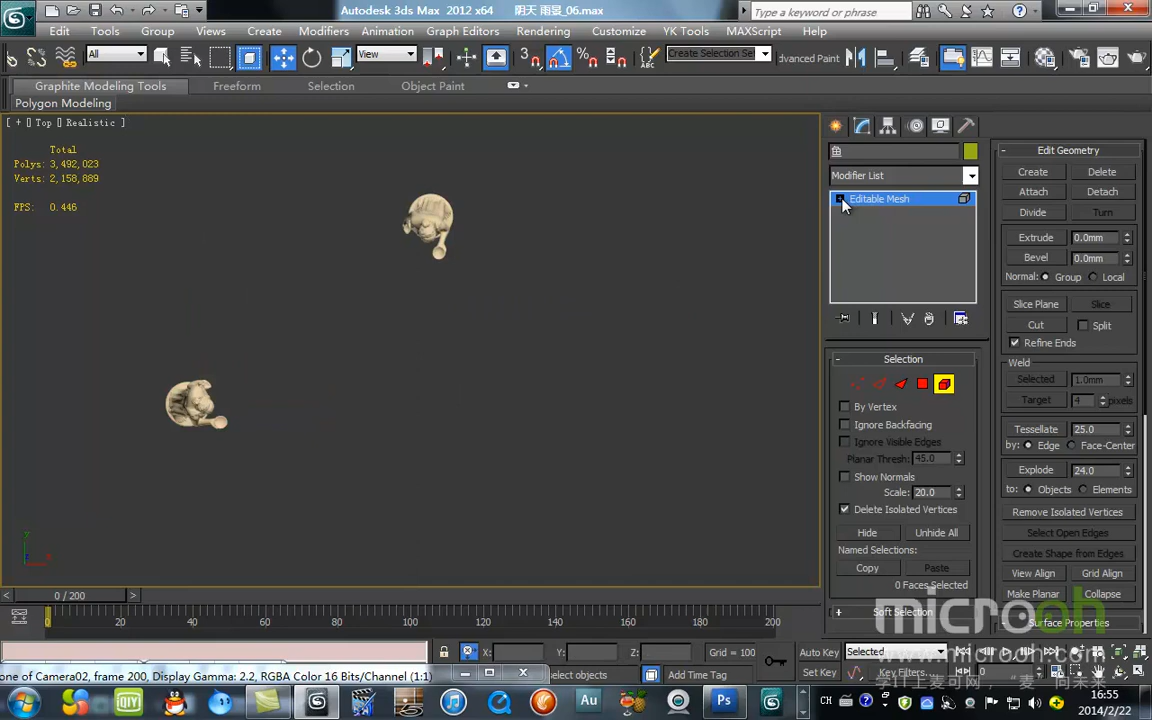 Autodesk 3ds Max 2012 x64 阴天 雨景_06.max
Type a keyword or phrase
Edit Tools Group Views Create Modifiers Animation Graph Editors Rendering Customize YK Tools MAXScript Help
All View 3 Create Selection Se dvanced Paint
Graphite Modeling Tools Freeform Selection Object Paint
Polygon Modeling
[ + ] Top [ Realistic ]
Total
Polys: 3,492,023
Verts: 2,158,889
FPS: 0.446
Modifier List
Editable Mesh
Selection
By Vertex
Ignore Backfacing
Ignore Visible Edges
Planar Thresh: 45.0
Show Normals
Scale: 20.0
Delete Isolated Vertices
Hide Unhide All
Named Selections:
Copy Paste
0 Faces Selected
Soft Selection
Edit Geometry
Create Delete
Attach Detach
Divide Turn
Extrude 0.0mm
Bevel 0.0mm
Normal: Group Local
Slice Plane Slice
Cut Split
Refine Ends
Weld
Selected 1.0mm
Target 4 pixels
Tessellate 25.0
by: Edge Face-Center
Explode 24.0
to: Objects Elements
Remove Isolated Vertices
Select Open Edges
Create Shape from Edges
View Align Grid Align
Make Planar Collapse
Surface Properties
0 / 200
0 20 40 60 80 100 120 140 160 180 200
X: Y: Z: Grid = 100 Auto Key Selected
one of Camera02, frame 200, Display Gamma: 2.2, RGBA Color 16 Bits/Channel (1:1)
select objects Add Time Tag Set Key Key Filters...
microoh
QIY Au Ps CH
16:55
2014/2/22